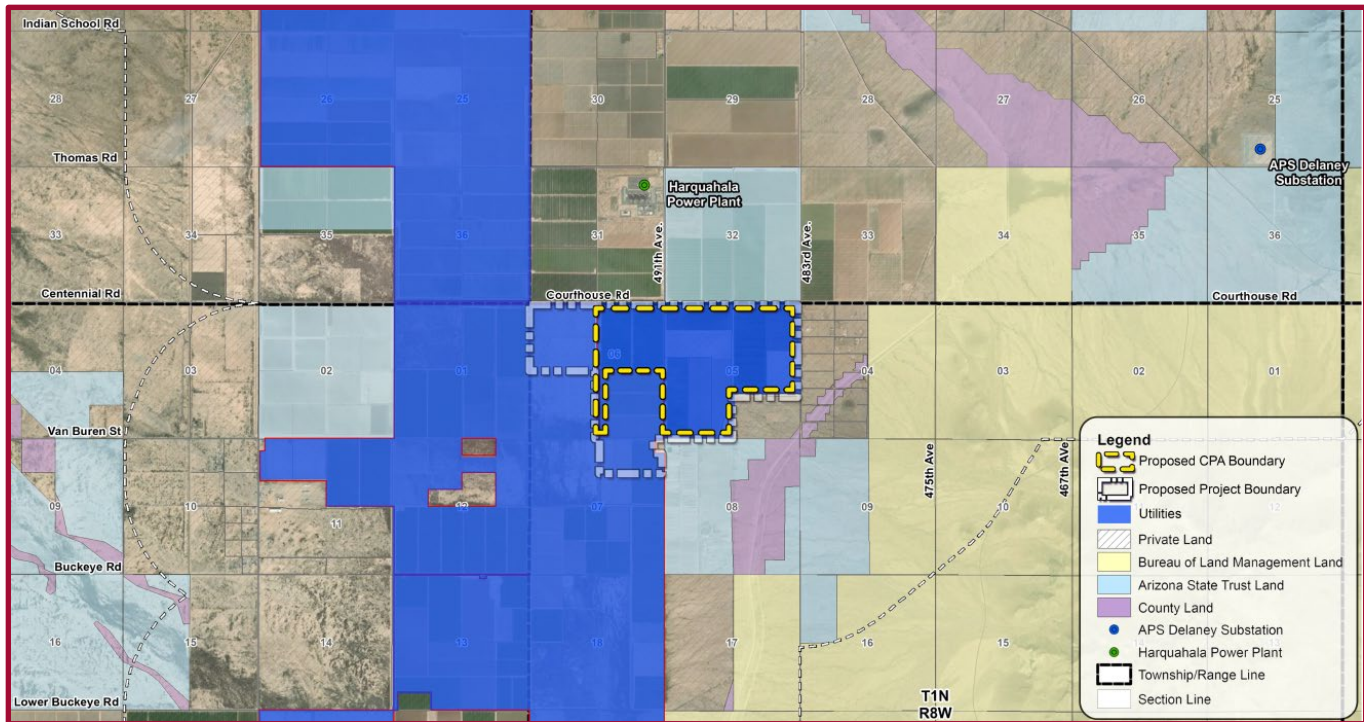 Indian School Rd
28
27
26
25
30
29
28
27
26
25
Thomas Rd
APS Delaney
Substation
Harquahala
Power Plant
33
34
35
36
31
32
33
34
35
36
491th Ave.
483rd Ave.
Centennial Rd
Courthouse Rd
Courthouse Rd
04
03
02
01
06
05
04
03
02
01
Van Buren St
475th Ave
467th Ave
09
10
11
12
07
08
Buckeye Rd
16
15
14
13
18
17
16
15
Lower Buckeye Rd
T1N
R8W
Legend
Proposed CPA Boundary
Proposed Project Boundary
Utilities
Private Land
Bureau of Land Management Land
Arizona State Trust Land
County Land
APS Delaney Substation
Harquahala Power Plant
Township/Range Line
Section Line